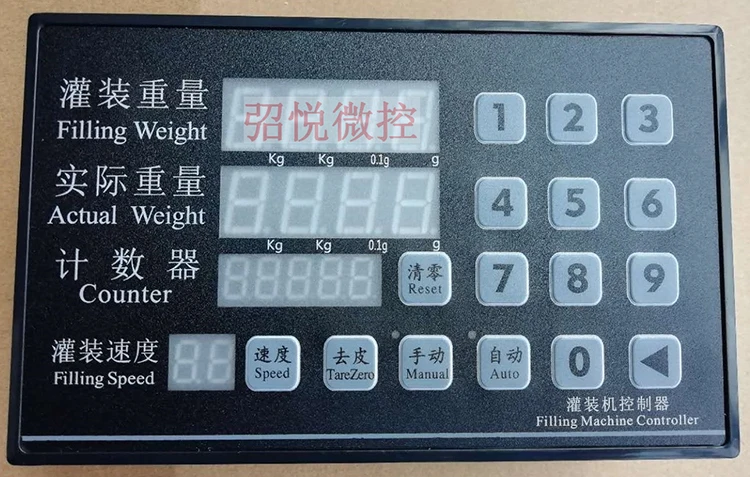 灌装重量
Filling Weight
弨悦微控
Kg Kg 0.1g g
1 2 3
实际重量
Actual Weight
Kg Kg 0.1g g
4 5 6
计数器
Counter
清零
Reset
7 8 9
灌装速度
Filling Speed
速度
Speed
去皮
TareZero
手动
Manual
自动
Auto
0 ◀
灌装机控制器
Filling Machine Controller